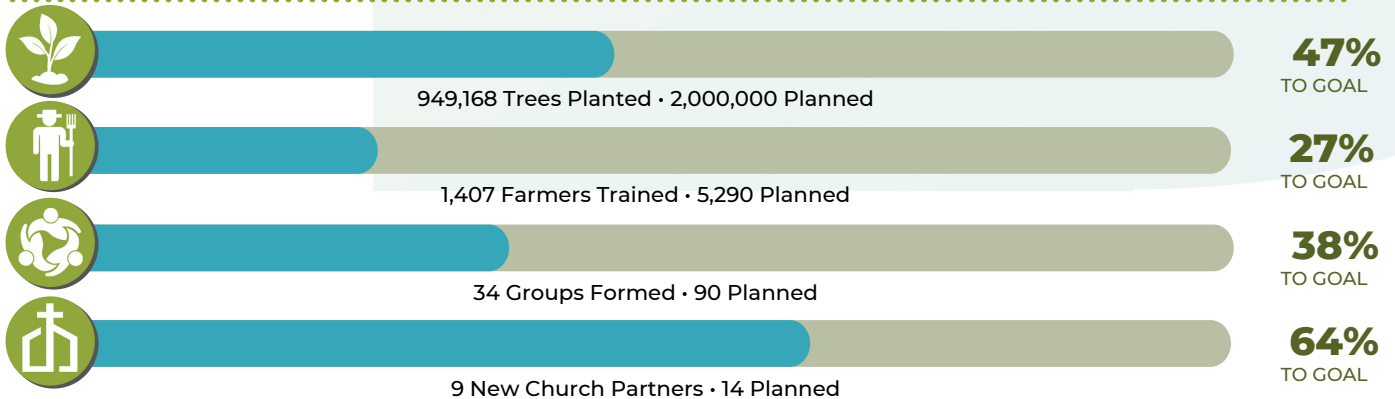 47%
TO GOAL
949,168 Trees Planted • 2,000,000 Planned
27%
TO GOAL
1,407 Farmers Trained • 5,290 Planned
38%
TO GOAL
34 Groups Formed • 90 Planned
64%
TO GOAL
9 New Church Partners • 14 Planned